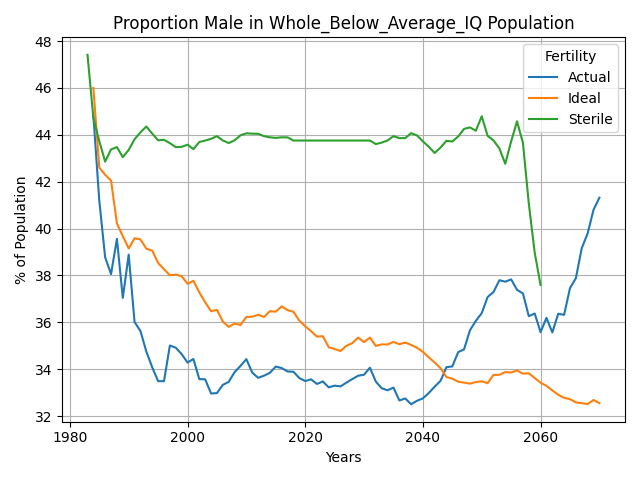 Proportion Male in Whole_Below_Average_IQ Population
% of Population
48
46
44
42
40
38
36
34
32
1980
2000
2020
2040
2060
Years
Fertility
Actual
Ideal
Sterile